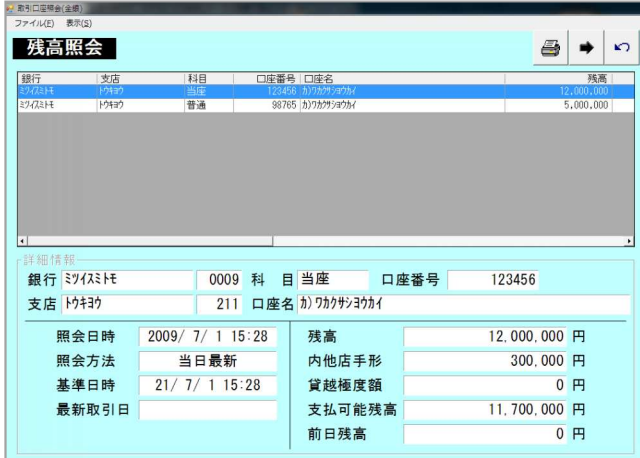 取引口座照会(金銀)
ファイル(F) 表示(S)
残高照会
銀行 支店 科目 口座番号 口座名 残高
ミツイスミトモ トウキヨウ 当座 123456 カ)ワカクサシヨウカイ 12,000,000
ミツイスミトモ トウキヨウ 普通 98765 カ)ワカクサシヨウカイ 5,000,000
詳細情報
銀行 ミツイスミトモ 0009 科 目 当座 口座番号 123456
支店 トウキヨウ 211 口座名 カ)ワカクサシヨウカイ
照会日時 2009/ 7/ 1 15:28 残高 12,000,000 円
照会方法 当日最新 内他店手形 300,000 円
基準日時 21/ 7/ 1 15:28 貸越極度額 0 円
最新取引日 支払可能残高 11,700,000 円
前日残高 0 円